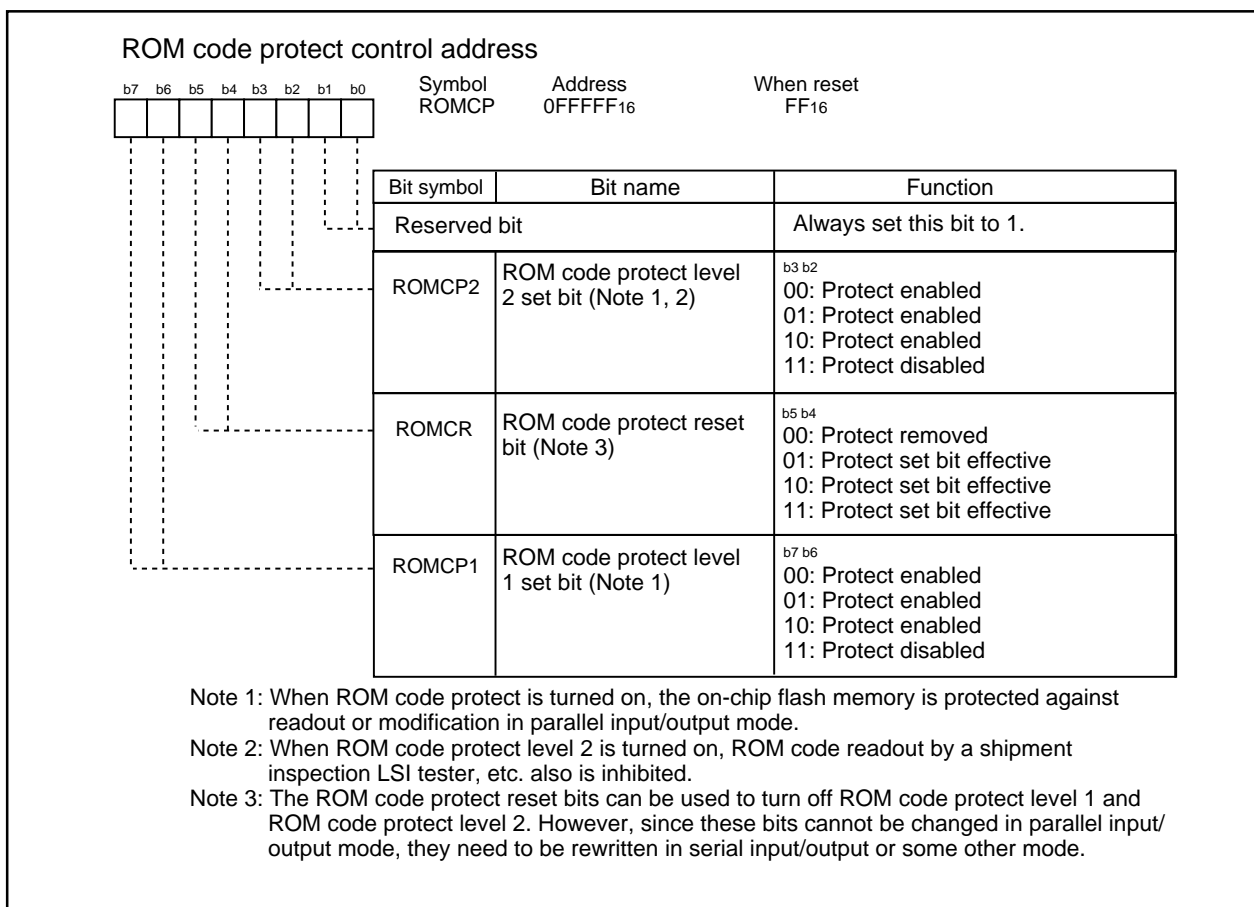 ROM code protect control address
b7 b6 b5 b4 b3 b2 b1 b0
Symbol Address When reset
ROMCP 0FFFFF16 FF16
Bit symbol Bit name Function
Reserved bit Always set this bit to 1.
ROMCP2 ROM code protect level
2 set bit (Note 1, 2)
b3 b2
00: Protect enabled
01: Protect enabled
10: Protect enabled
11: Protect disabled
ROMCR ROM code protect reset
bit (Note 3)
b5 b4
00: Protect removed
01: Protect set bit effective
10: Protect set bit effective
11: Protect set bit effective
ROMCP1 ROM code protect level
1 set bit (Note 1)
b7 b6
00: Protect enabled
01: Protect enabled
10: Protect enabled
11: Protect disabled
Note 1: When ROM code protect is turned on, the on-chip flash memory is protected against
readout or modification in parallel input/output mode.
Note 2: When ROM code protect level 2 is turned on, ROM code readout by a shipment
inspection LSI tester, etc. also is inhibited.
Note 3: The ROM code protect reset bits can be used to turn off ROM code protect level 1 and
ROM code protect level 2. However, since these bits cannot be changed in parallel input/
output mode, they need to be rewritten in serial input/output or some other mode.